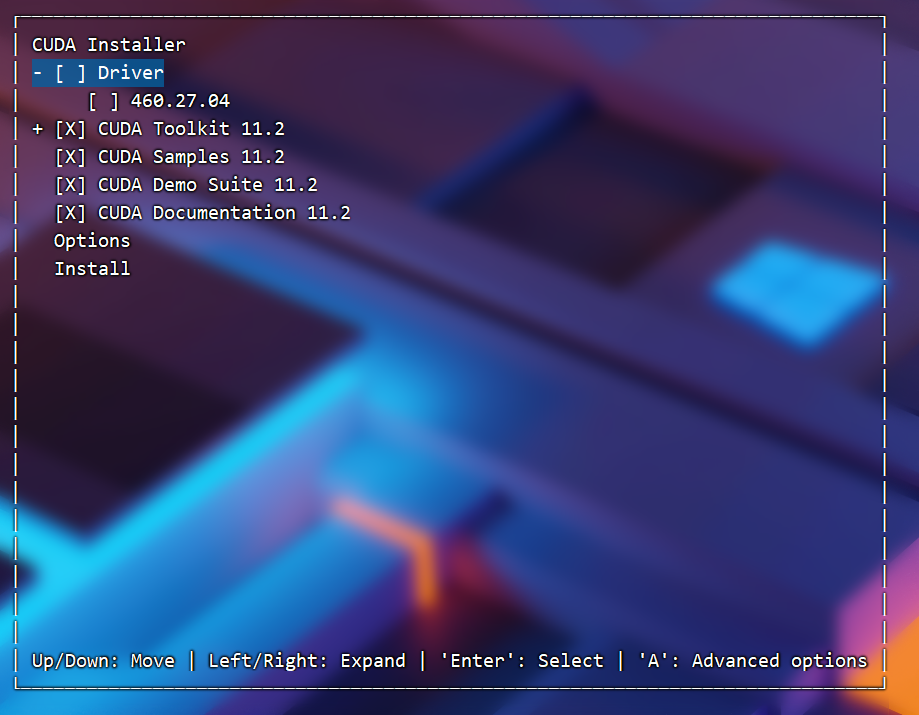 CUDA Installer
- [ ] Driver
[ ] 460.27.04
+ [X] CUDA Toolkit 11.2
[X] CUDA Samples 11.2
[X] CUDA Demo Suite 11.2
[X] CUDA Documentation 11.2
Options
Install
Up/Down: Move | Left/Right: Expand | 'Enter': Select | 'A': Advanced options